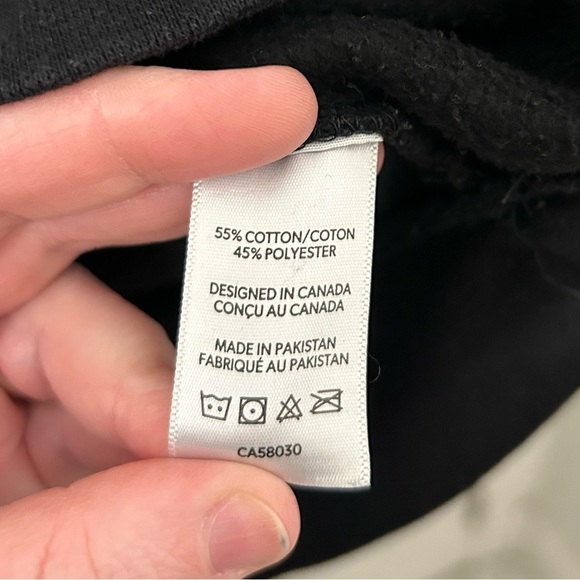 55% COTTON/COTON
45% POLYESTER
DESIGNED IN CANADA
CONÇU AU CANADA
MADE IN PAKISTAN
FABRIQUÉ AU PAKISTAN
CA58030